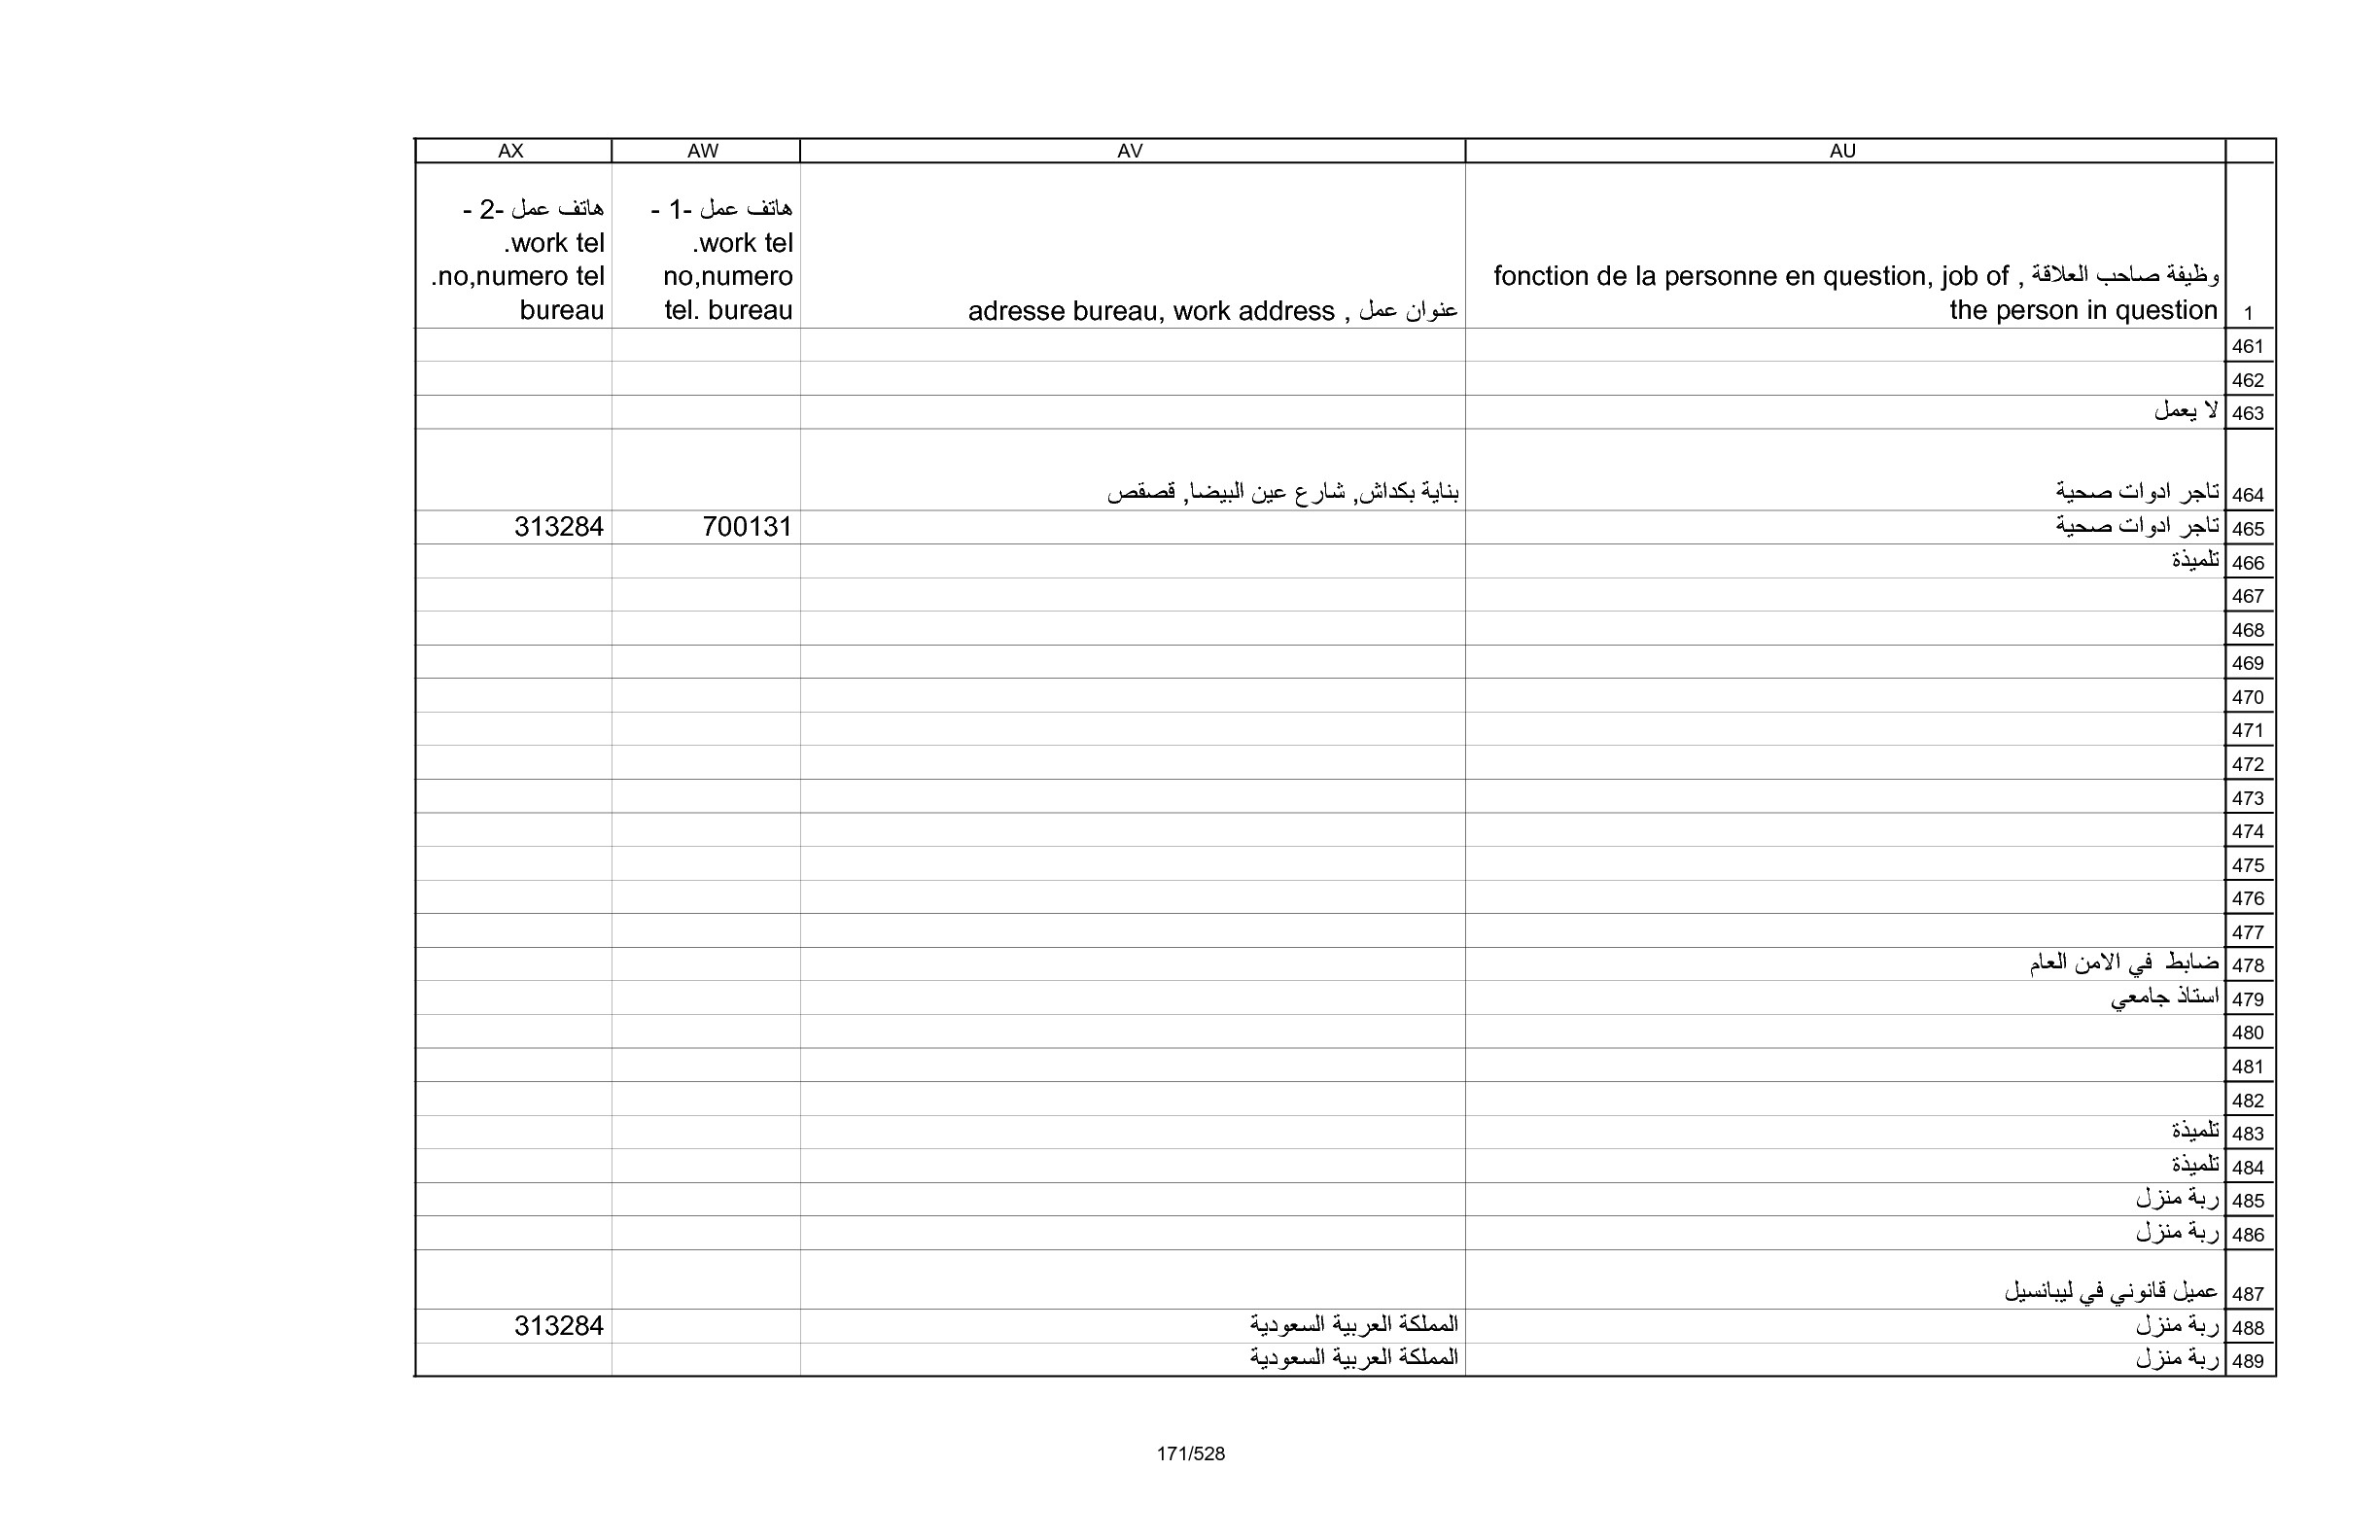 AU AV AW AX
وظيفة صاحب العلاقة , fonction de la personne en question, job of
the person in question
عنوان عمل , adresse bureau, work address
هاتف عمل -1 -
work tel.
no,numero
tel. bureau
هاتف عمل -2 -
work tel.
no,numero tel.
bureau
1
461
462
463 لا يعمل
464 تاجر ادوات صحية بناية بكداش, شارع عين البيضا, قصقص
465 تاجر ادوات صحية 700131 313284
466 تلميذة
467
468
469
470
471
472
473
474
475
476
477
478 ضابط في الامن العام
479 استاذ جامعي
480
481
482
483 تلميذة
484 تلميذة
485 ربة منزل
486 ربة منزل
487 عميل قانوني في ليبانسيل
488 ربة منزل المملكة العربية السعودية 313284
489 ربة منزل المملكة العربية السعودية
171/528